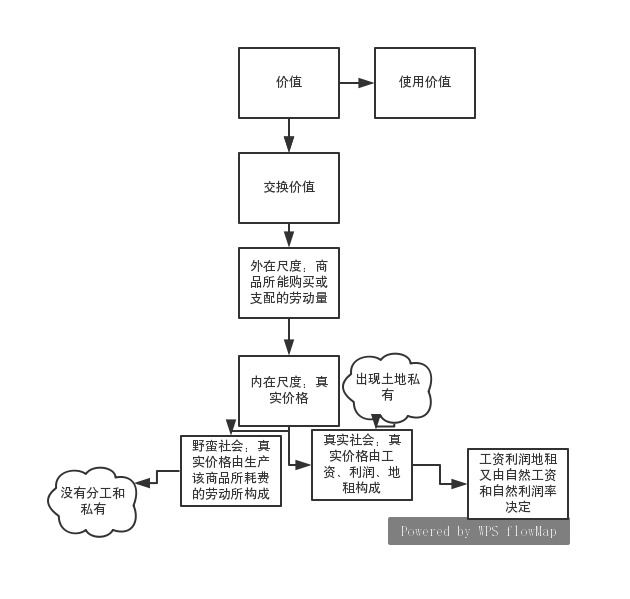 价值
使用价值
交换价值
外在尺度；商
品所能购买或
支配的劳动量
内在尺度；真
实价格
出现土地私
有
野蛮社会；真
实价格由生产
该商品所耗费
的劳动所构成
真实社会；真
实价格由工
资、利润、地
租构成
工资利润地租
又由自然工资
和自然利润率
决定
没有分工和
私有
Powered by WPS flowMap